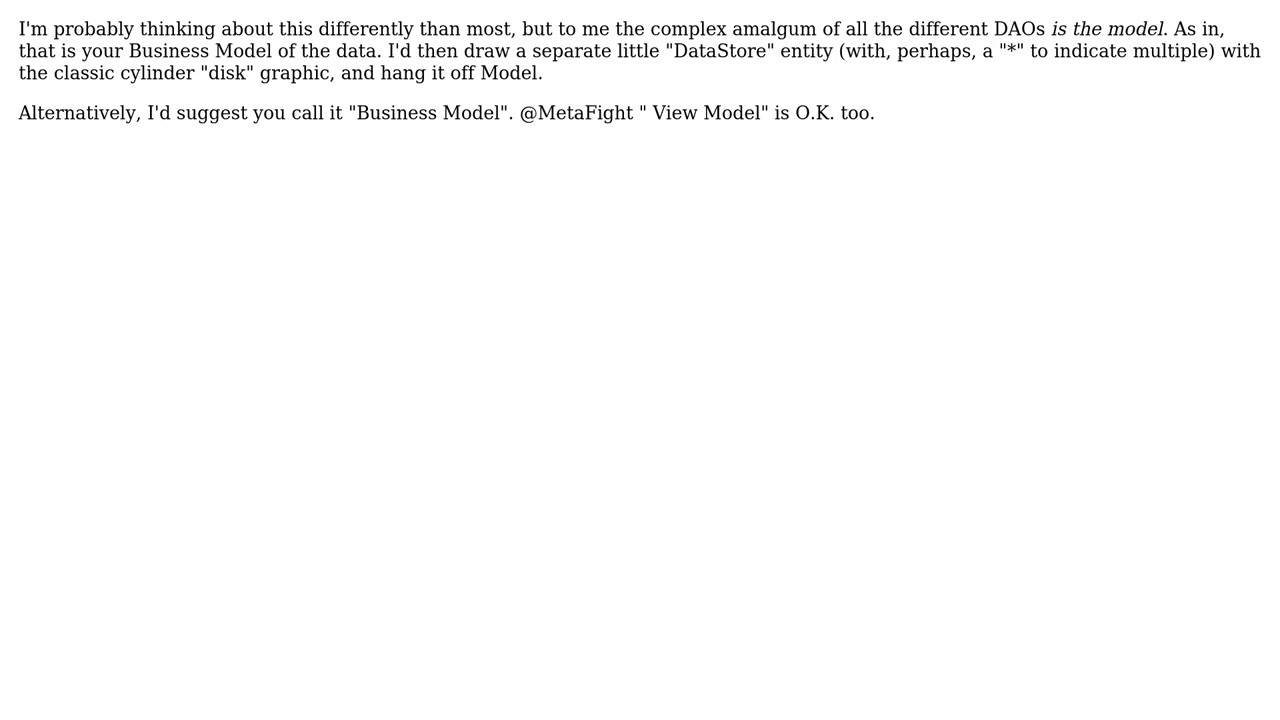 I'm probably thinking about this differently than most, but to me the complex amalgum of all the different DAOs is the model. As in,
that is your Business Model of the data. I'd then draw a separate little "DataStore" entity (with, perhaps, a "*" to indicate multiple) with
the classic cylinder "disk" graphic, and hang it off Model.
Alternatively, I'd suggest you call it "Business Model". @MetaFight " View Model" is O.K. too.